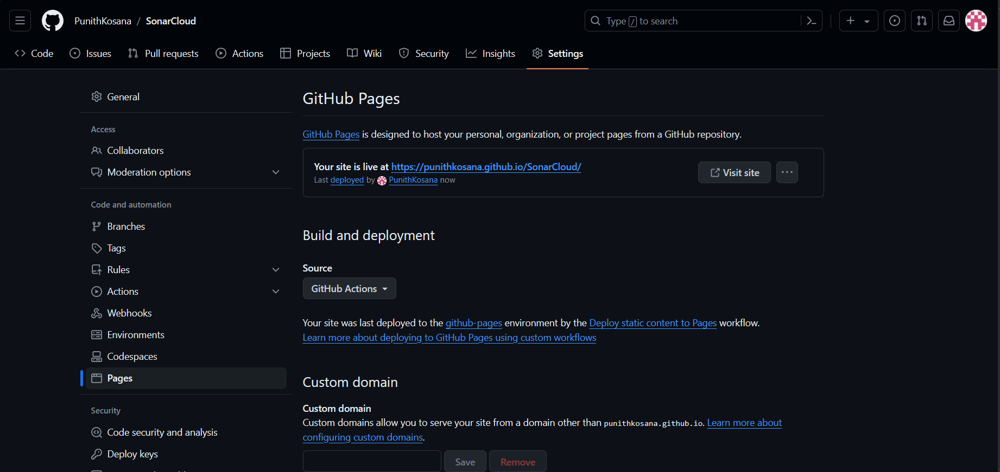 PunithKosana / SonarCloud
Type / to search
Code Issues Pull requests Actions Projects Wiki Security Insights Settings
General
Access
Collaborators
Moderation options
Code and automation
Branches
Tags
Rules
Actions
Webhooks
Environments
Codespaces
Pages
Security
Code security and analysis
Deploy keys
GitHub Pages
GitHub Pages is designed to host your personal, organization, or project pages from a GitHub repository.
Your site is live at https://punithkosana.github.io/SonarCloud/
Last deployed by PunithKosana now
Visit site
Build and deployment
Source
GitHub Actions
Your site was last deployed to the github-pages environment by the Deploy static content to Pages workflow.
Learn more about deploying to GitHub Pages using custom workflows
Custom domain
Custom domain
Custom domains allow you to serve your site from a domain other than punithkosana.github.io. Learn more about
configuring custom domains.
Save Remove